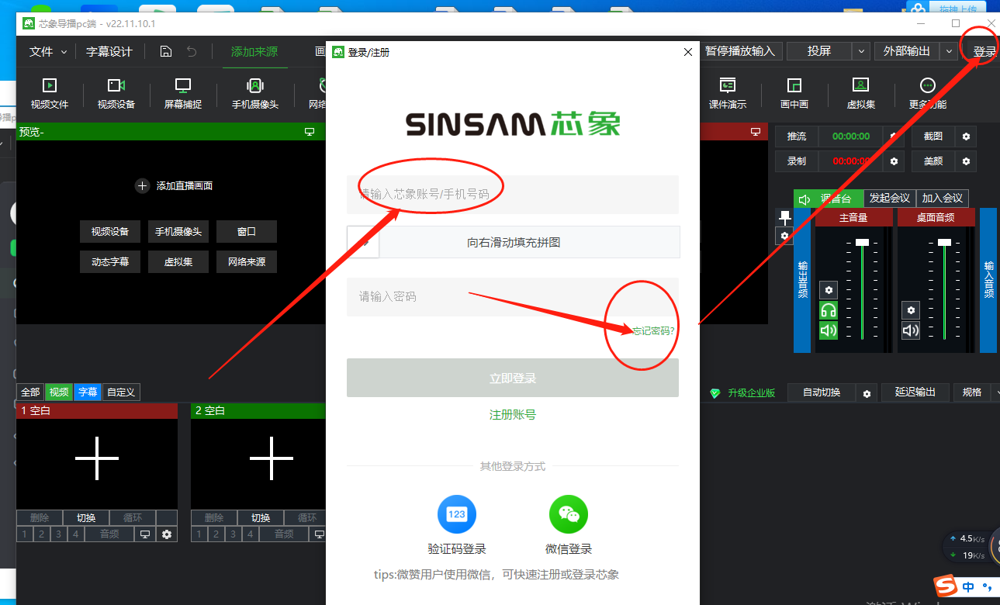 拖拽上传
芯象导播pc端 - v22.11.10.1
文件
字幕设计
添加来源
画
暂停播放输入
投屏
外部输出
登录
视频文件
视频设备
屏幕捕捉
手机摄像头
网络
课件演示
画中画
虚拟集
更多功能
预览-
添加直播画面
视频设备
手机摄像头
窗口
动态字幕
虚拟集
网络来源
登录/注册
SINSAM芯象
请输入芯象账号/手机号码
向右滑动填充拼图
请输入密码
忘记密码?
立即登录
注册账号
其他登录方式
123
验证码登录
微信登录
tips:微赞用户使用微信，可快速注册或登录芯象
推流
00:00:00
截图
录制
00:00:00
美颜
调音台
发起会议
加入会议
主音量
桌面音频
输出音频
输入音频
升级企业版
自动切换
延迟输出
规格
全部
视频
字幕
自定义
1 空白
2 空白
删除
切换
循环
删除
切换
循环
1
2
3
4
音频
1
2
3
4
音频
4.5K/s
19K/s
中